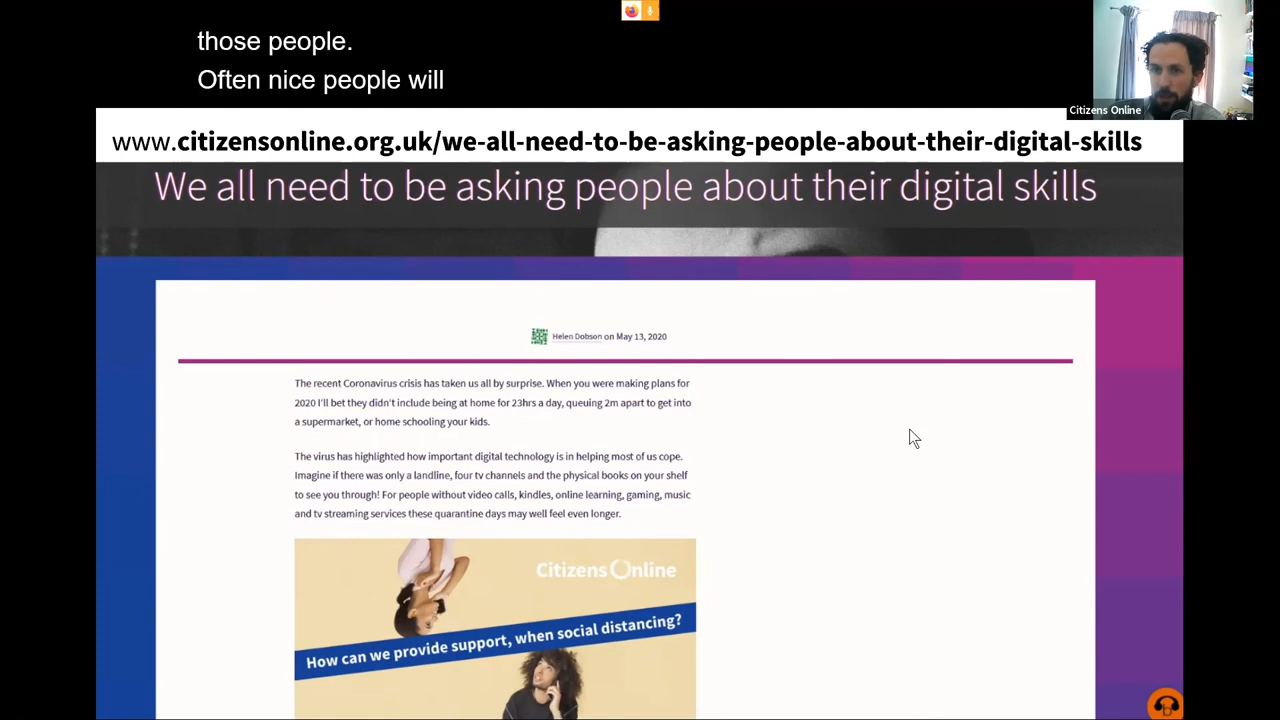 those people.
Often nice people will
Citizens Online
www.citizensonline.org.uk/we-all-need-to-be-asking-people-about-their-digital-skills
We all need to be asking people about their digital skills
Helen Dobson on May 13, 2020
The recent Coronavirus crisis has taken us all by surprise. When you were making plans for
2020 I'll bet they didn't include being at home for 23hrs a day, queuing 2m apart to get into
a supermarket, or home schooling your kids.
The virus has highlighted how important digital technology is in helping most of us cope.
Imagine if there was only a landline, four tv channels and the physical books on your shelf
to see you through! For people without video calls, kindles, online learning, gaming, music
and tv streaming services these quarantine days may well feel even longer.
Citizens Online
How can we provide support, when social distancing?